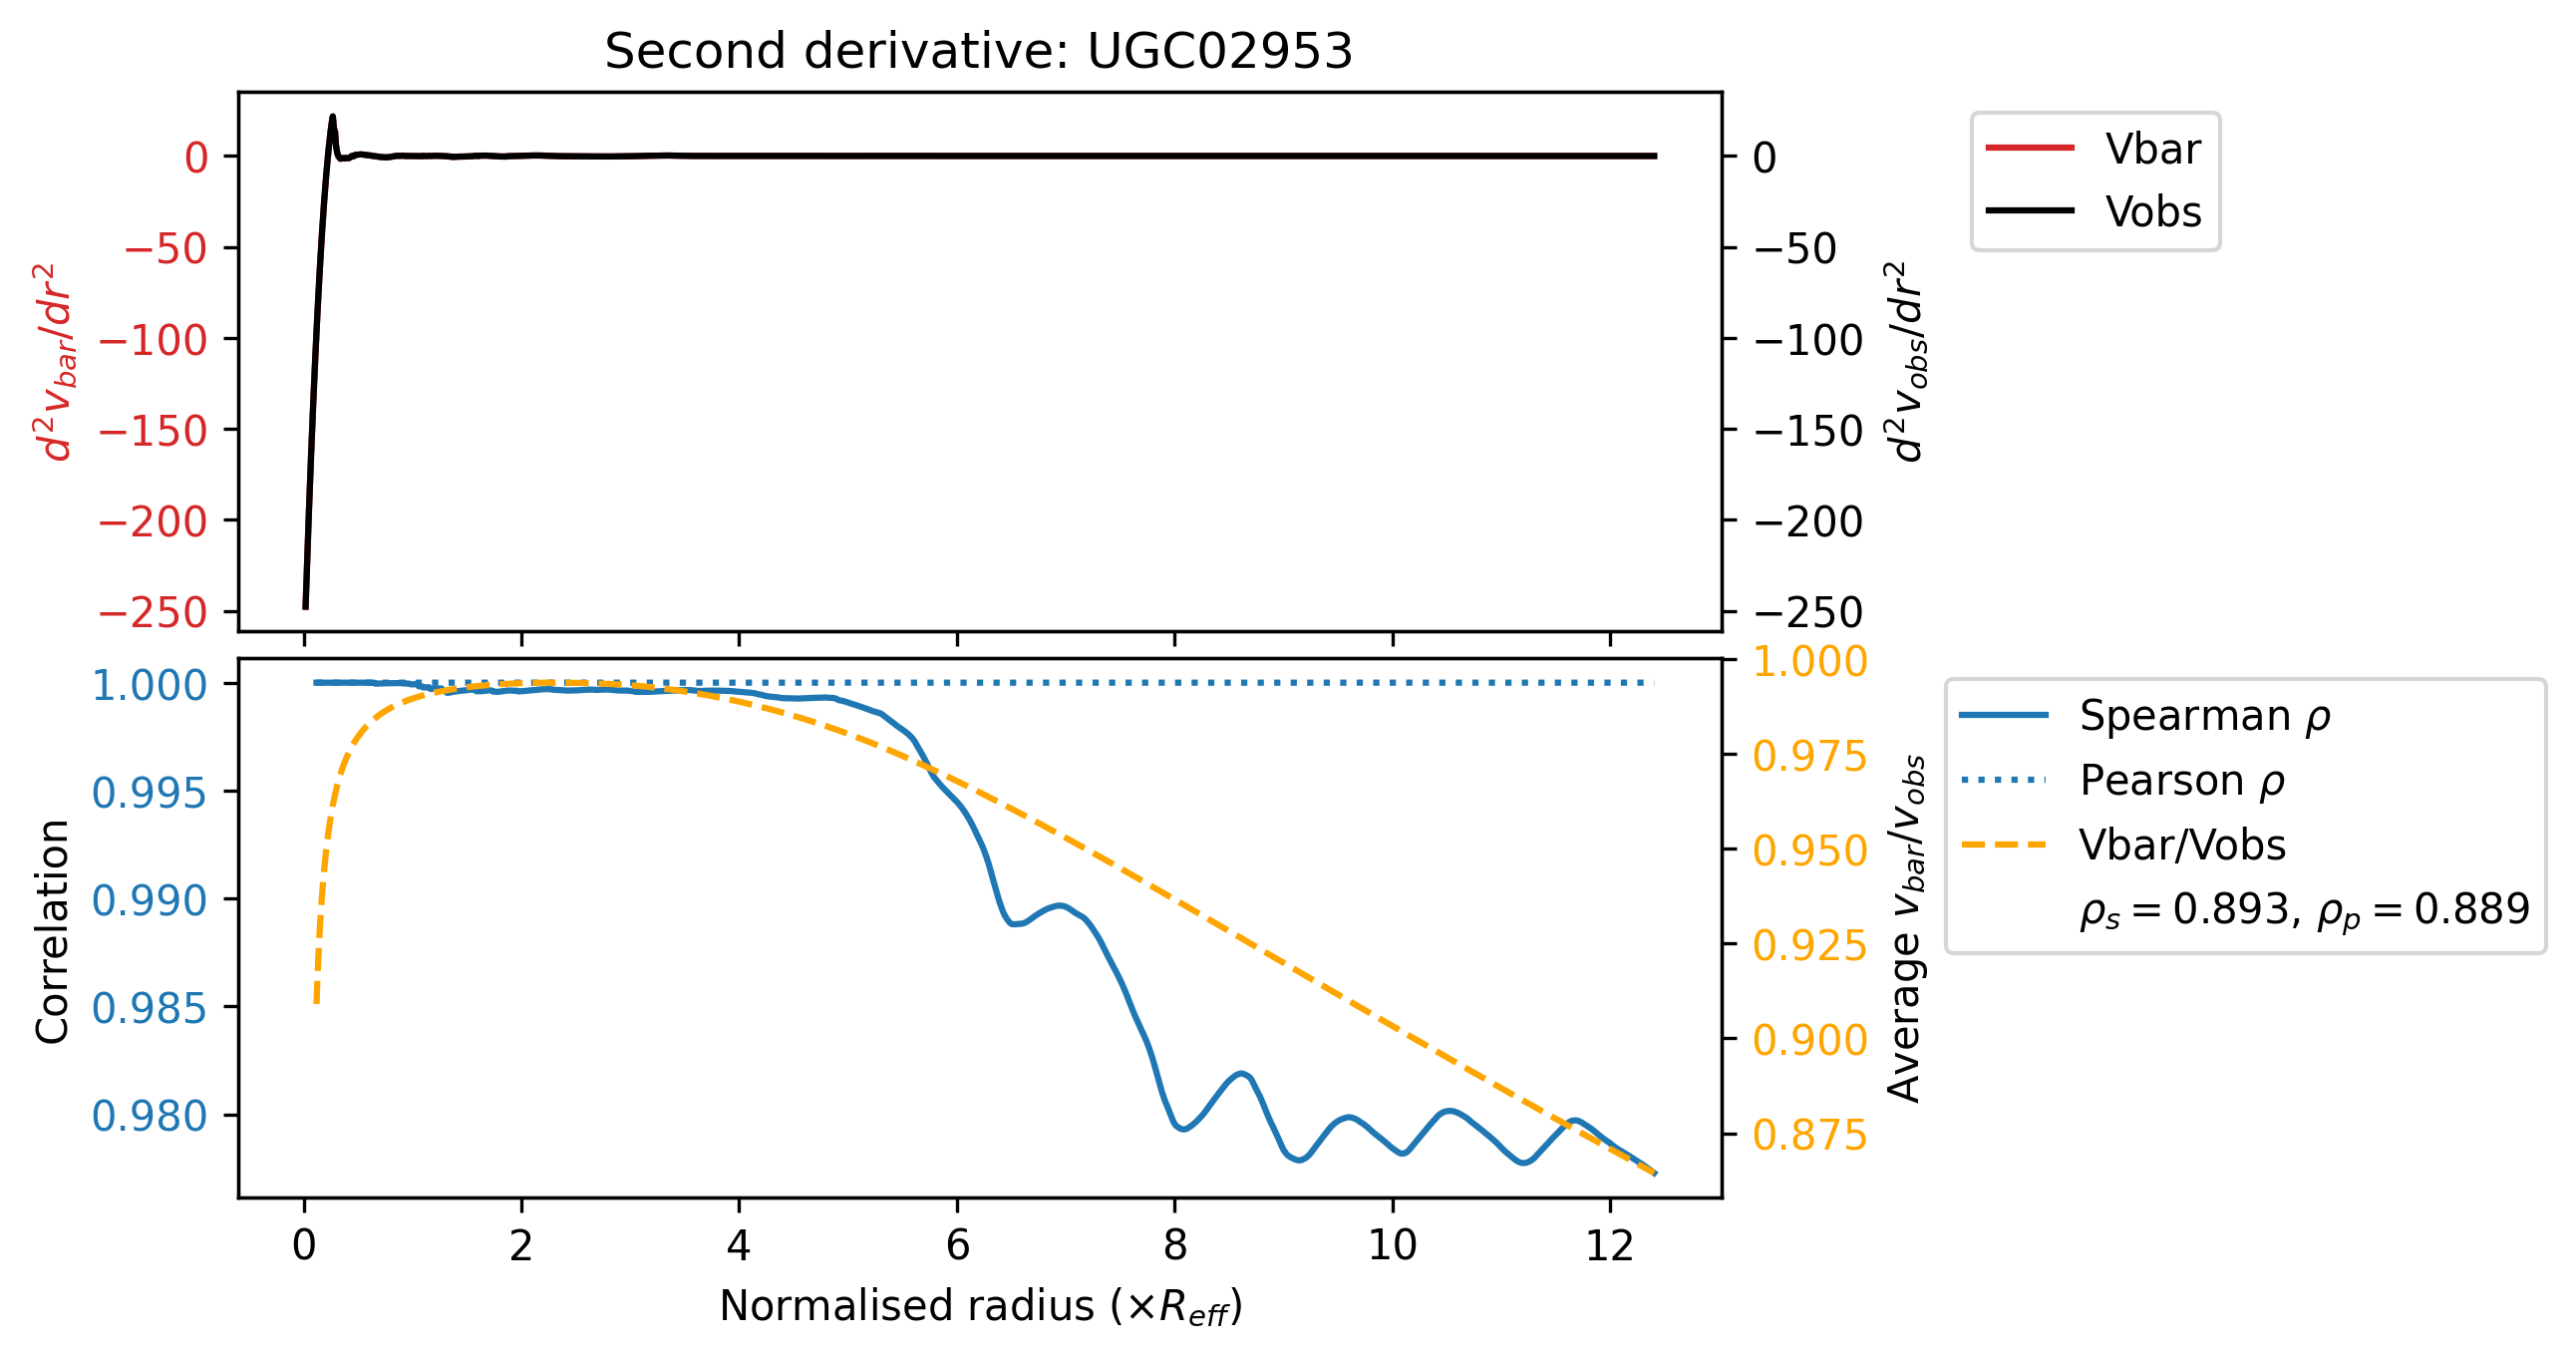 Second derivative: UGC02953
0
−50
−100
−150
−200
−250
d²v_bar/dr²
0
−50
−100
−150
−200
−250
d²v_obs/dr²
Vbar
Vobs
1.000
0.995
0.990
0.985
0.980
Correlation
1.000
0.975
0.950
0.925
0.900
0.875
Average v_bar/v_obs
Spearman ρ
Pearson ρ
Vbar/Vobs
ρ_s = 0.893, ρ_p = 0.889
0 2 4 6 8 10 12
Normalised radius (×R_eff)